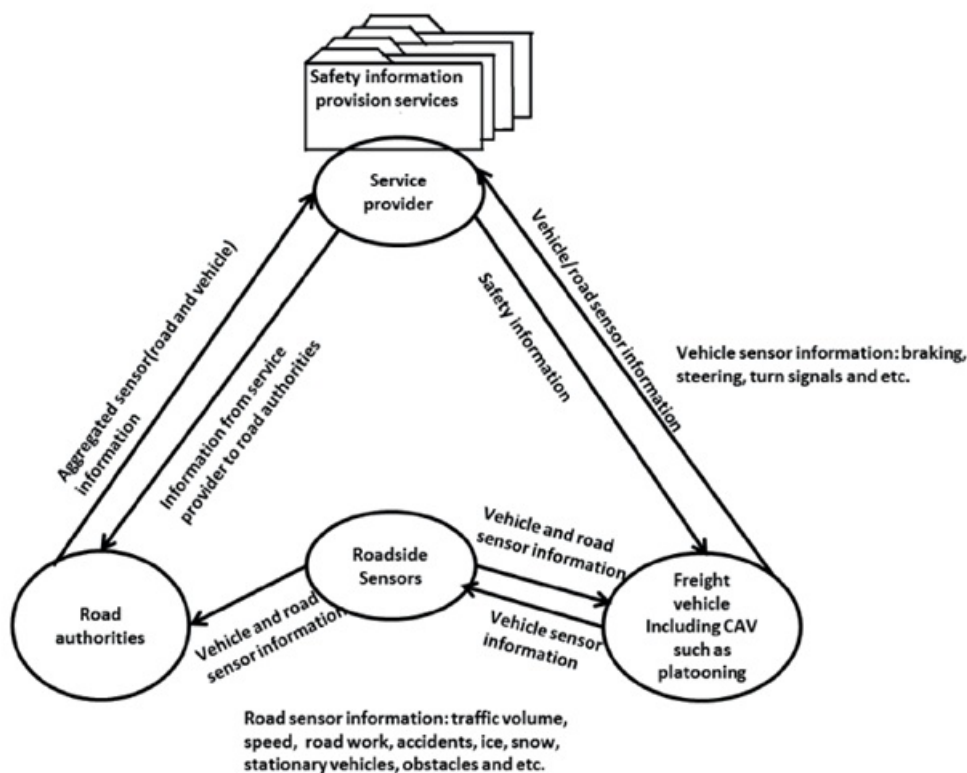 Safety information
provision services
Service
provider
Aggregated sensor(road and vehicle)
information
Information from service
provider to road authorities
Safety information
Vehicle/road sensor information
Vehicle sensor information: braking,
steering, turn signals and etc.
Road
authorities
Roadside
Sensors
Vehicle and road
sensor information
Vehicle and road
sensor information
Vehicle sensor
information
Freight
vehicle
Including CAV
such as
platooning
Road sensor information: traffic volume,
speed, road work, accidents, ice, snow,
stationary vehicles, obstacles and etc.